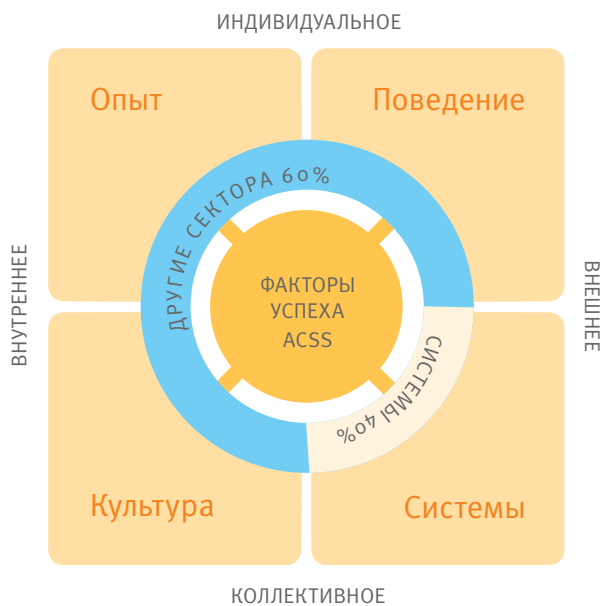 ИНДИВИДУАЛЬНОЕ
Опыт
Поведение
ДРУГИЕ СЕКТОРА 60%
ВНУТРЕННЕЕ
ФАКТОРЫ
УСПЕХА
ACSS
ВНЕШНЕЕ
СИСТЕМЫ 40%
Культура
Системы
КОЛЛЕКТИВНОЕ